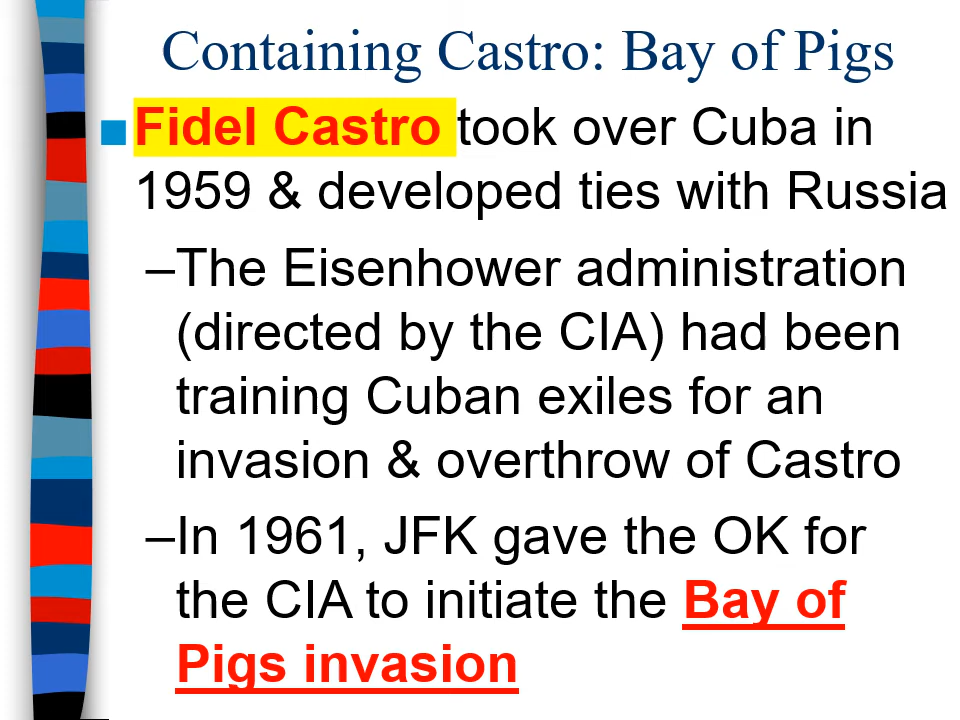 Containing Castro: Bay of Pigs
■Fidel Castro took over Cuba in
1959 & developed ties with Russia
–The Eisenhower administration
(directed by the CIA) had been
training Cuban exiles for an
invasion & overthrow of Castro
–In 1961, JFK gave the OK for
the CIA to initiate the Bay of
Pigs invasion